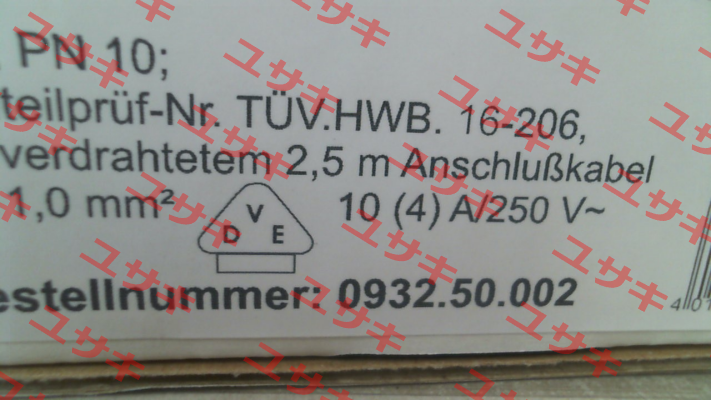 PN 10;
teilprüf-Nr. TÜV.HWB. 16-206,
verdrahtetem 2,5 m Anschlußkabel
1,0 mm² VDE 10 (4) A/250 V~
estellnummer: 0932.50.002
ユサキ